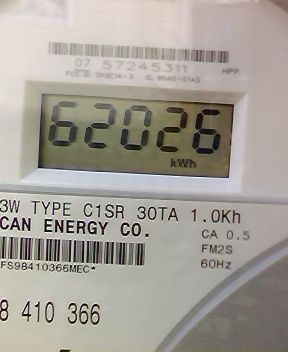 07 57245311 HPP
62026
kWh
3W TYPE C1SR 30TA 1.0Kh
CAN ENERGY CO. CA 0.5
FM2S
FS98410366MEC* 60Hz
8 410 366